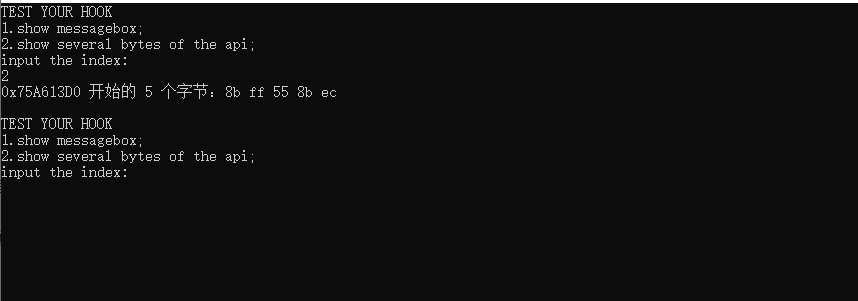 TEST YOUR HOOK
1.show messagebox;
2.show several bytes of the api;
input the index:
2
0x75A613D0 开始的 5 个字节: 8b ff 55 8b ec
TEST YOUR HOOK
1.show messagebox;
2.show several bytes of the api;
input the index: